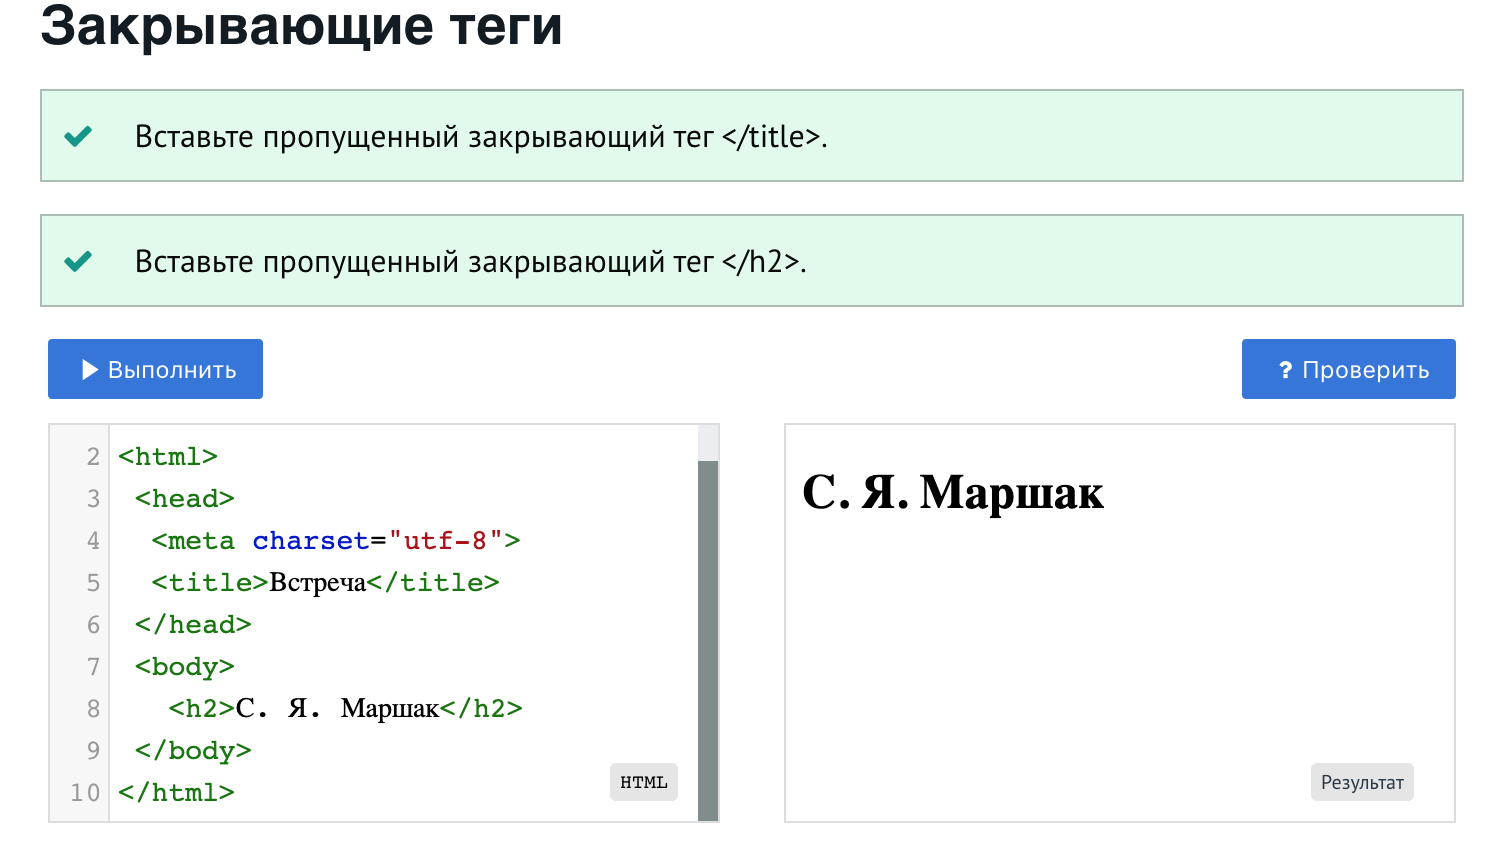 Закрывающие теги
Вставьте пропущенный закрывающий тег </title>.
Вставьте пропущенный закрывающий тег </h2>.
Выполнить
? Проверить
2 <html>
3 <head>
4 <meta charset="utf-8">
5 <title>Встреча</title>
6 </head>
7 <body>
8 <h2>С. Я. Маршак</h2>
9 </body>
10 </html>
HTML
С. Я. Маршак
Результат